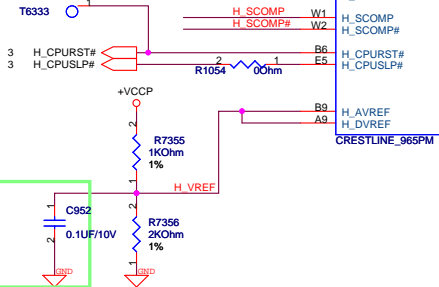 T6333
1
H_SCOMP W1 H_SCOMP
H_SCOMP# W2 H_SCOMP#
3 H_CPURST# B6 H_CPURST#
3 H_CPUSLP# 2 1 E5 H_CPUSLP#
R1054 0Ohm
+VCCP
B9 H_AVREF
A9 H_DVREF
CRESTLINE_965PM
2
R7355
1KOhm
1%
1
H_VREF
1
C952
0.1UF/10V
2
2
R7356
2KOhm
1%
1
GND
GND